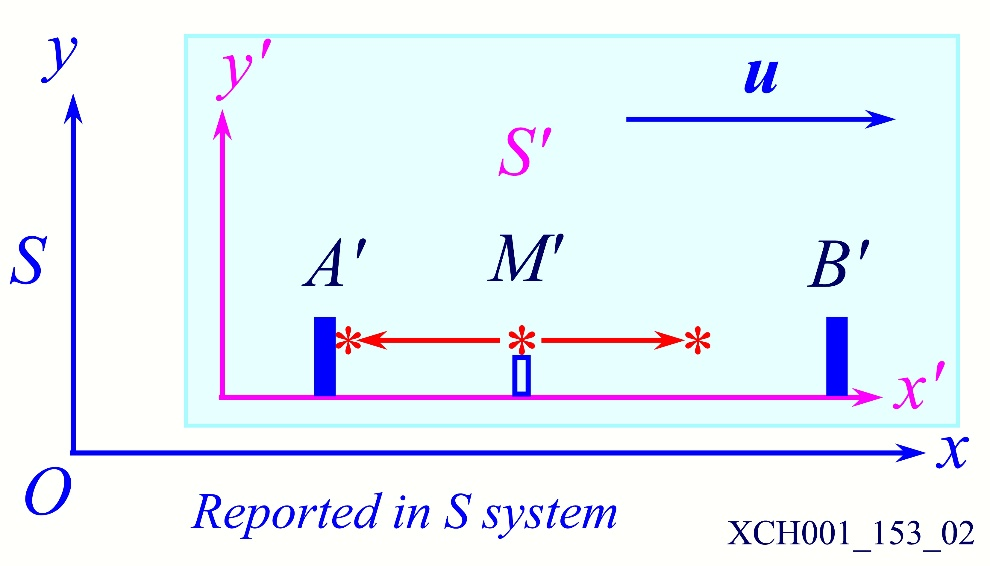 y
y′
u
S′
S
A′
M′
B′
*
*
*
x′
x
O
Reported in S system
XCH001_153_02